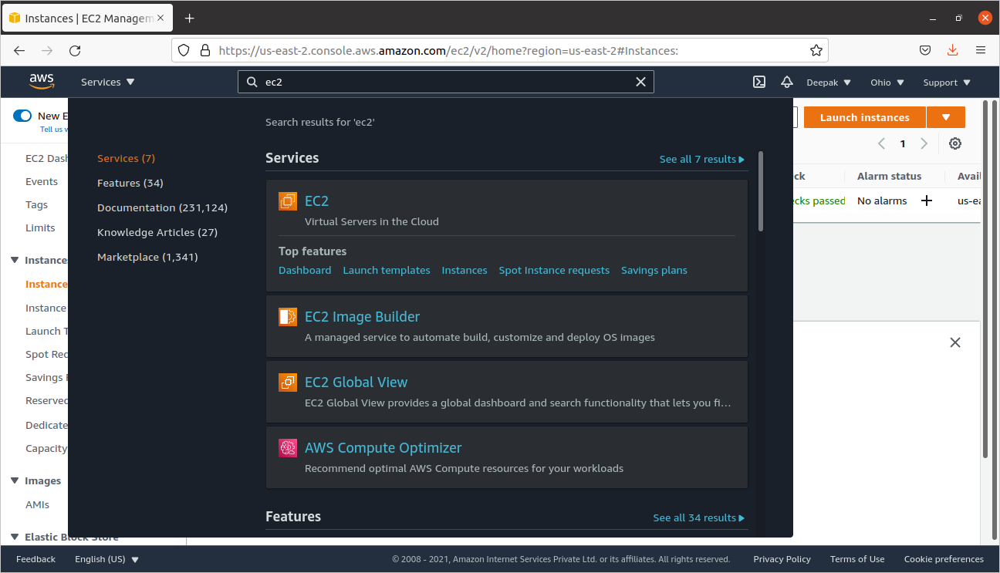 Instances | EC2 Managem
https://us-east-2.console.aws.amazon.com/ec2/v2/home?region=us-east-2#Instances:
aws
Services
ec2
Deepak
Ohio
Support
New E
Tell us w
EC2 Dash
Events
Tags
Limits
Instances
Instance
Instance
Launch T
Spot Rec
Savings P
Reserved
Dedicate
Capacity
Images
AMIs
Elastic Block Store
Search results for 'ec2'
Services (7)
Features (34)
Documentation (231,124)
Knowledge Articles (27)
Marketplace (1,341)
Services
See all 7 results
EC2
Virtual Servers in the Cloud
Top features
Dashboard Launch templates Instances Spot Instance requests Savings plans
EC2 Image Builder
A managed service to automate build, customize and deploy OS images
EC2 Global View
EC2 Global View provides a global dashboard and search functionality that lets you fi...
AWS Compute Optimizer
Recommend optimal AWS Compute resources for your workloads
Features
See all 34 results
Launch instances
1
ck Alarm status Avai
ecks passed No alarms us-ea
Feedback English (US) © 2008 - 2021, Amazon Internet Services Private Ltd. or its affiliates. All rights reserved. Privacy Policy Terms of Use Cookie preferences